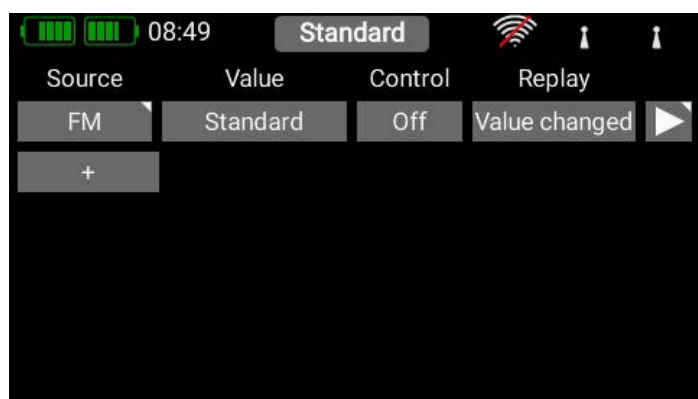 08:49 Standard
Source Value Control Replay
FM Standard Off Value changed
+